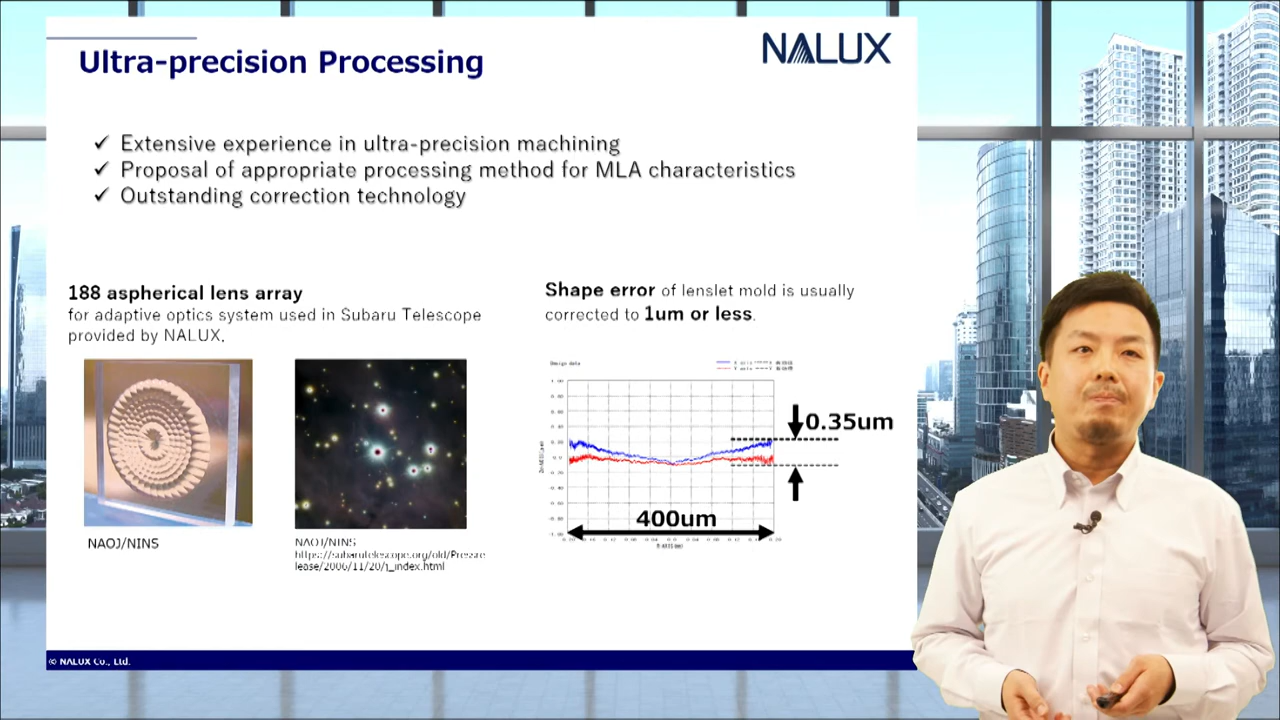 Ultra-precision Processing
NALUX
✓ Extensive experience in ultra-precision machining
✓ Proposal of appropriate processing method for MLA characteristics
✓ Outstanding correction technology
188 aspherical lens array
for adaptive optics system used in Subaru Telescope
provided by NALUX.
Shape error of lenslet mold is usually
corrected to 1um or less.
Design data
0.35um
400um
NAOJ/NINS
NAOJ/NINS
https://subarutelescope.org/old/Pressre
lease/2006/11/20/j_index.html
© NALUX Co., Ltd.